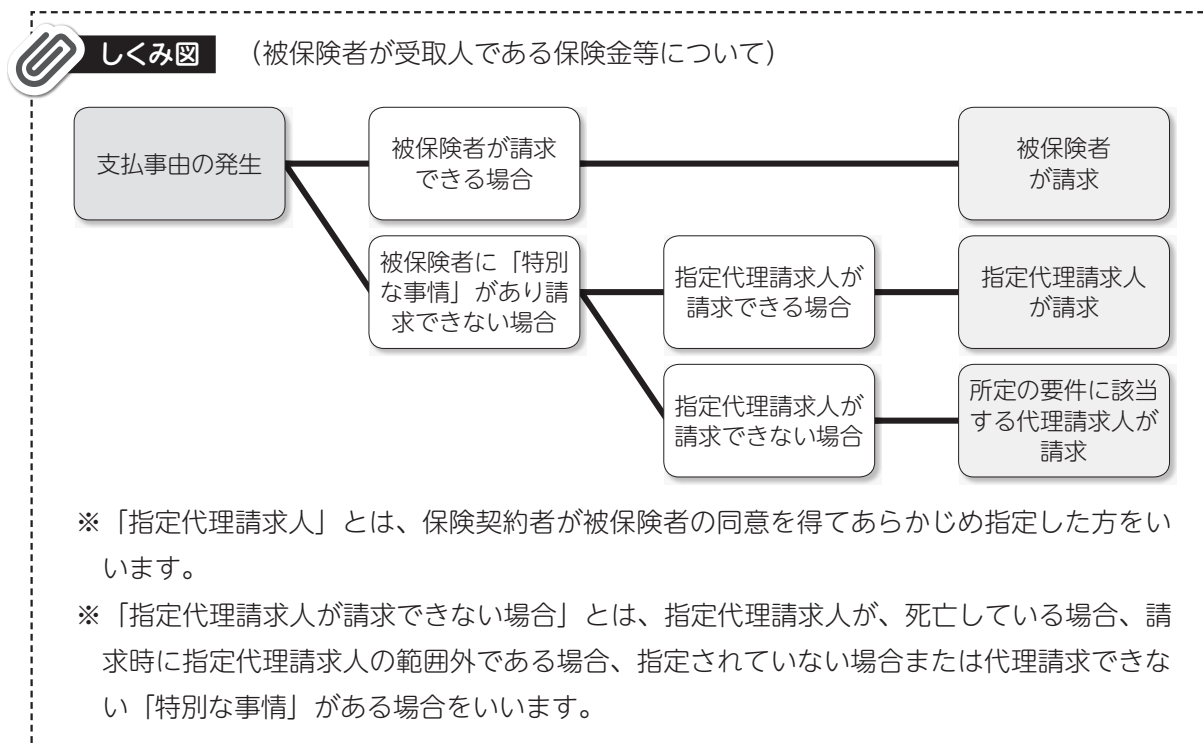 しくみ図 （被保険者が受取人である保険金等について）
支払事由の発生
被保険者が請求
できる場合
被保険者
が請求
被保険者に「特別
な事情」があり請
求できない場合
指定代理請求人が
請求できる場合
指定代理請求人
が請求
指定代理請求人が
請求できない場合
所定の要件に該当
する代理請求人が
請求
※「指定代理請求人」とは、保険契約者が被保険者の同意を得てあらかじめ指定した方をい
います。
※「指定代理請求人が請求できない場合」とは、指定代理請求人が、死亡している場合、請
求時に指定代理請求人の範囲外である場合、指定されていない場合または代理請求できな
い「特別な事情」がある場合をいいます。